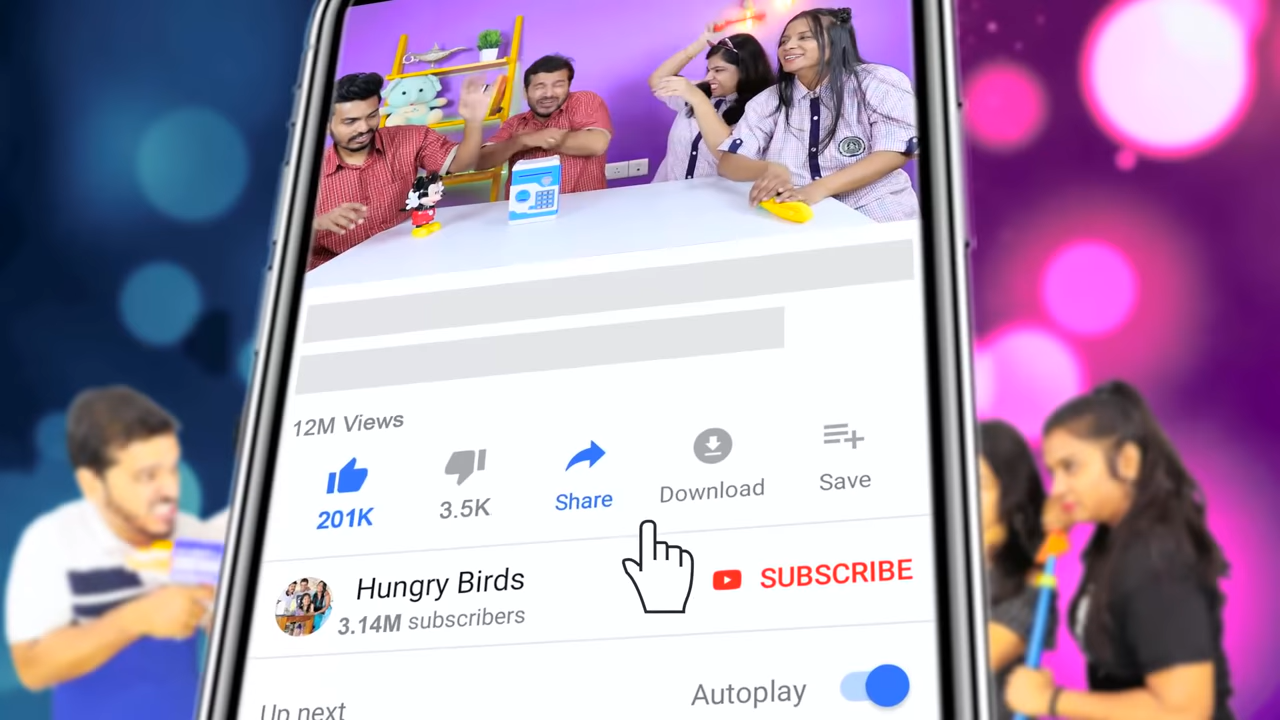 12M Views
201K
3.5K
Share
Download
Save
Hungry Birds
3.14M subscribers
SUBSCRIBE
Up next
Autoplay